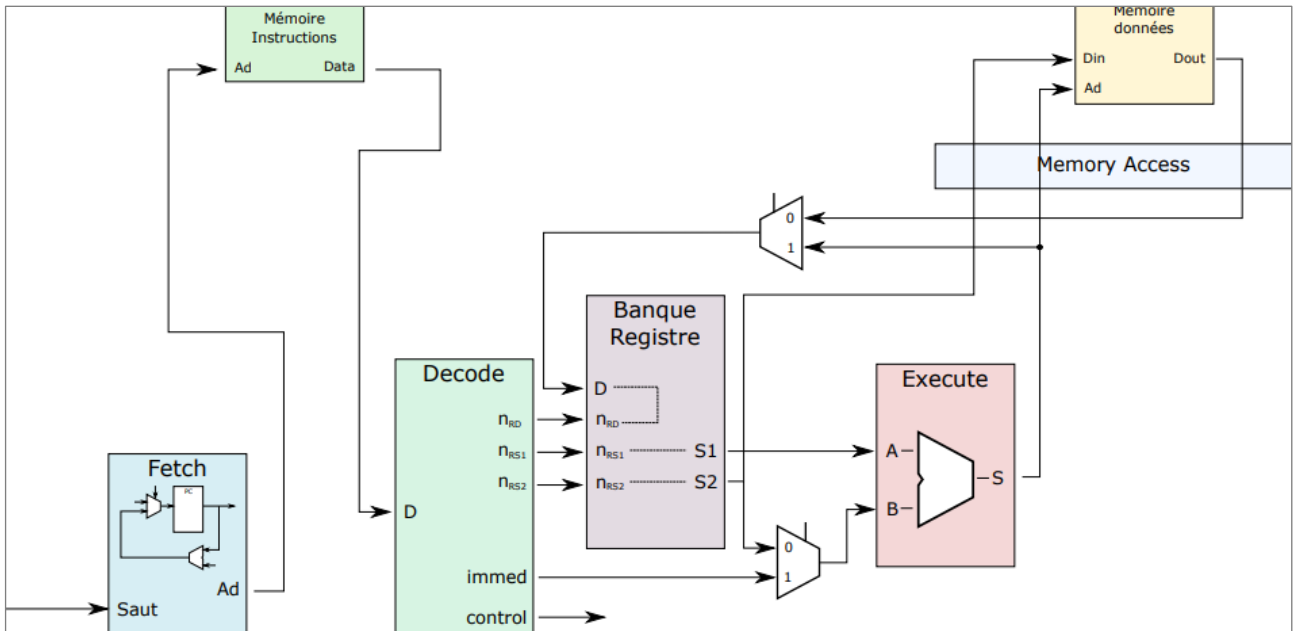 Mémoire
Instructions
Ad Data
Mémoire
données
Din Dout
Ad
Memory Access
0
1
Banque
Registre
D
nRD
nRS1 S1
nRS2 S2
Decode
nRD
nRS1
nRS2
D
immed
control
Execute
A S
B
0
1
Fetch
PC
Ad
Saut